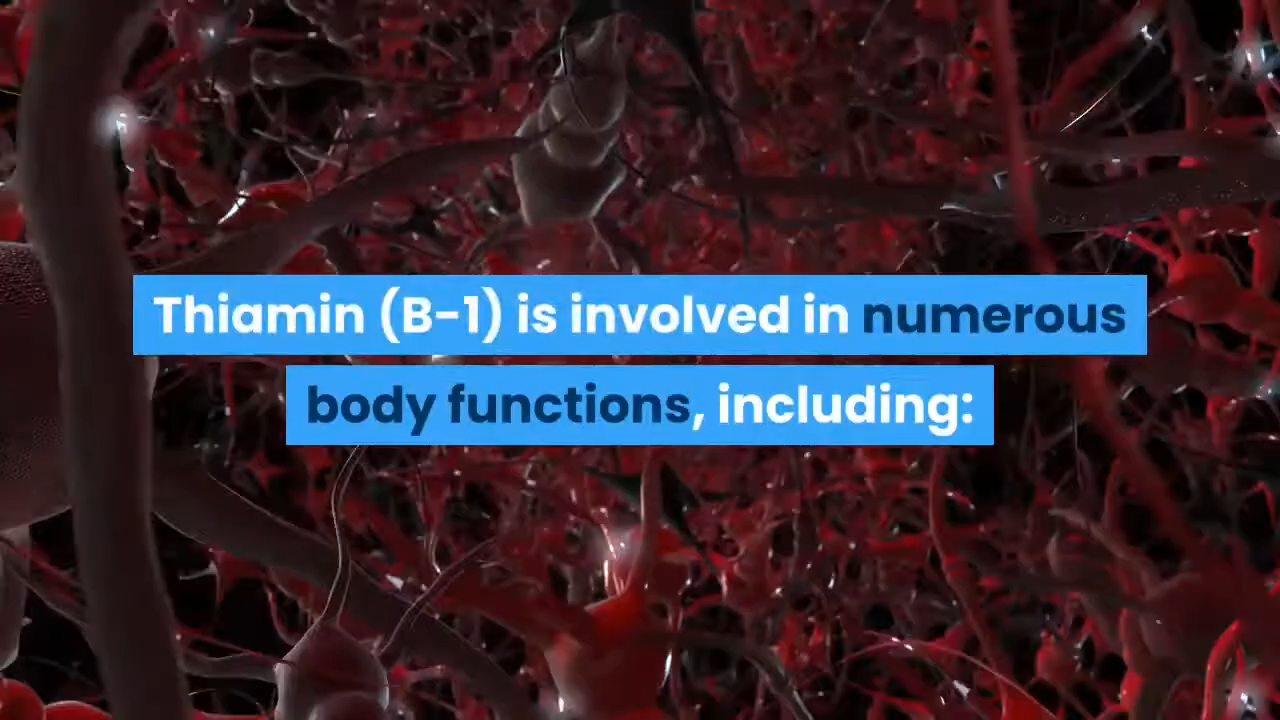 Thiamin (B-1) is involved in numerous
body functions, including: